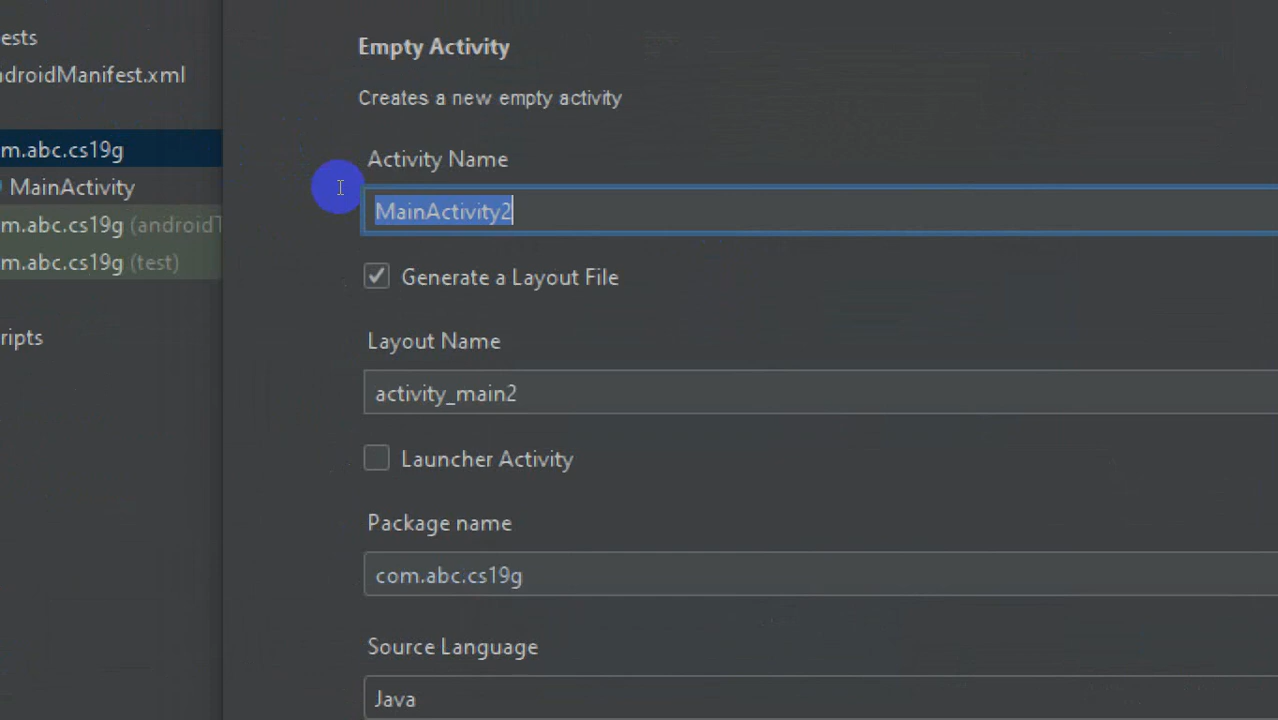 ests
droidManifest.xml
m.abc.cs19g
MainActivity
m.abc.cs19g (androidT
m.abc.cs19g (test)
ripts
Empty Activity
Creates a new empty activity
Activity Name
MainActivity2
Generate a Layout File
Layout Name
activity_main2
Launcher Activity
Package name
com.abc.cs19g
Source Language
Java